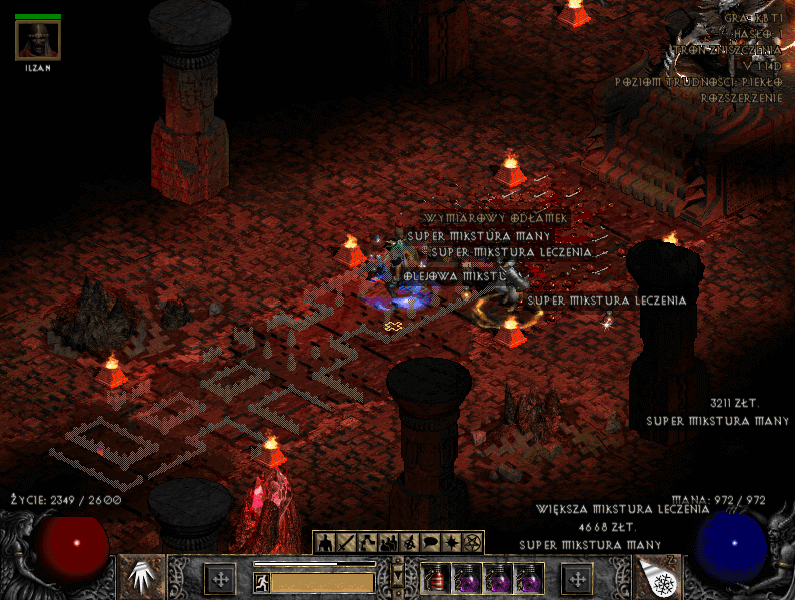 ILZAN
HASŁO: 1
TRON ZNISZCZENIA
V 1.14D
POZIOM TRUDNOŚCI: PIEKŁO
ROZSZERZENIE
WYMIAROWY ODŁAMEK
SUPER MIKSTURA MANY
SUPER MIKSTURA LECZENIA
OLEJOWA MIKSTU
SUPER MIKSTURA LECZENIA
3211 ZŁT.
SUPER MIKSTURA MANY
ŻYCIE: 2349 / 2600
MANA: 972 / 972
WIĘKSZA MIKSTURA LECZENIA
4668 ZŁT.
SUPER MIKSTURA MANY